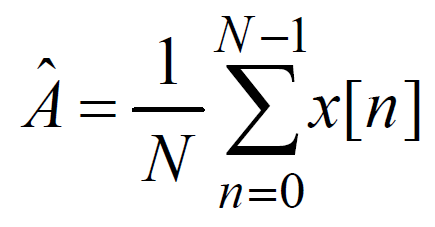 Â = 1/N ∑_{n=0}^{N−1} x[n]